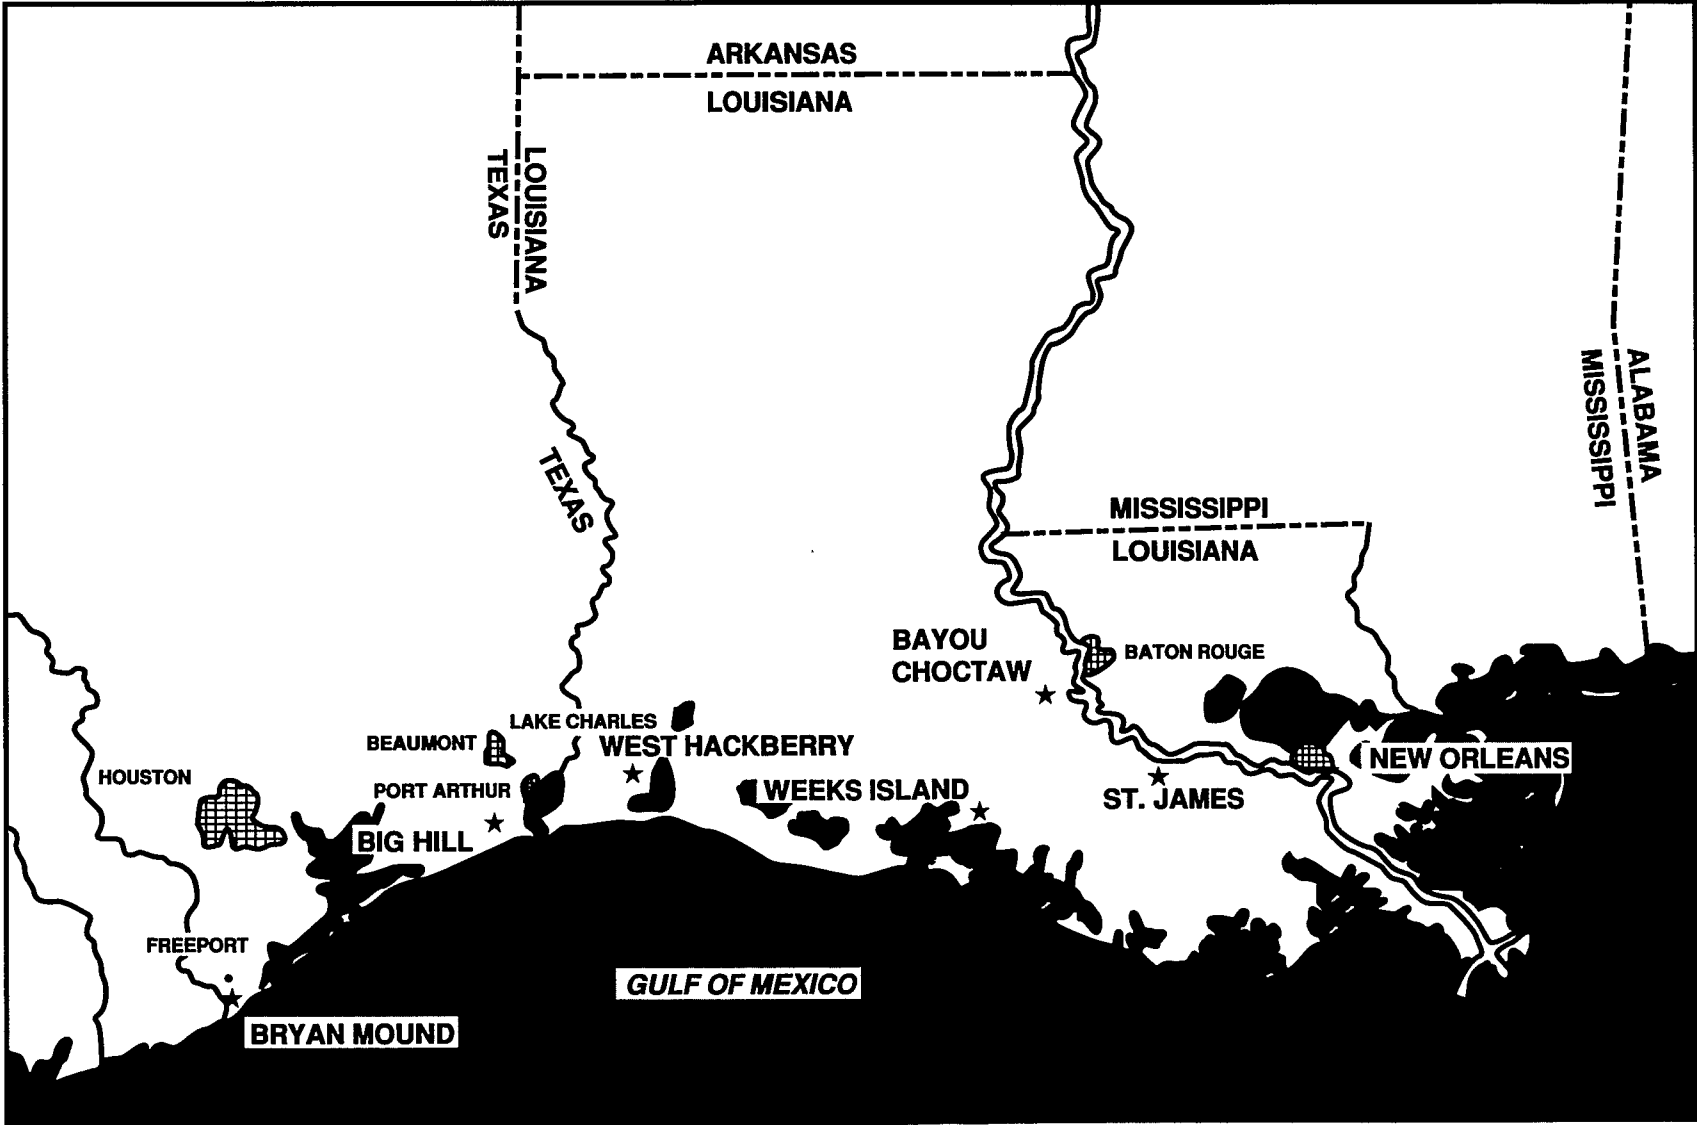 ARKANSAS
LOUISIANA
LOUISIANA
TEXAS
ALABAMA
MISSISSIPPI
TEXAS
MISSISSIPPI
LOUISIANA
BAYOU
CHOCTAW
BATON ROUGE
LAKE CHARLES
BEAUMONT
WEST HACKBERRY
HOUSTON
PORT ARTHUR
WEEKS ISLAND
NEW ORLEANS
ST. JAMES
BIG HILL
FREEPORT
GULF OF MEXICO
BRYAN MOUND